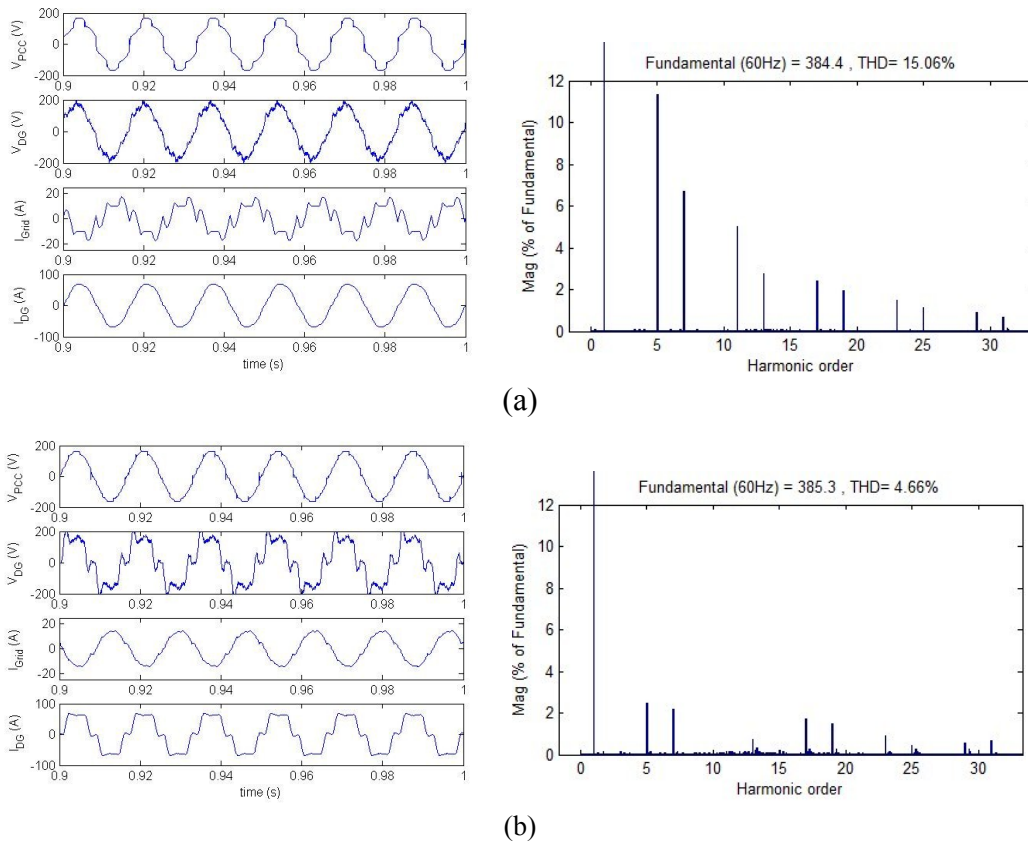 200
0
-200
V_PCC (V)
0.9 0.92 0.94 0.96 0.98 1
200
0
-200
V_DG (V)
0.9 0.92 0.94 0.96 0.98 1
20
0
-20
I_Grid (A)
0.9 0.92 0.94 0.96 0.98 1
100
0
-100
I_DG (A)
0.9 0.92 0.94 0.96 0.98 1
time (s)
Fundamental (60Hz) = 384.4 , THD= 15.06%
12
10
8
6
4
2
0
Mag (% of Fundamental)
0 5 10 15 20 25 30
Harmonic order
(a)
200
0
-200
V_PCC (V)
0.9 0.92 0.94 0.96 0.98 1
200
0
-200
V_DG (V)
0.9 0.92 0.94 0.96 0.98 1
20
0
-20
I_Grid (A)
0.9 0.92 0.94 0.96 0.98 1
100
0
-100
I_DG (A)
0.9 0.92 0.94 0.96 0.98 1
time (s)
Fundamental (60Hz) = 385.3 , THD= 4.66%
12
10
8
6
4
2
0
Mag (% of Fundamental)
0 5 10 15 20 25 30
Harmonic order
(b)